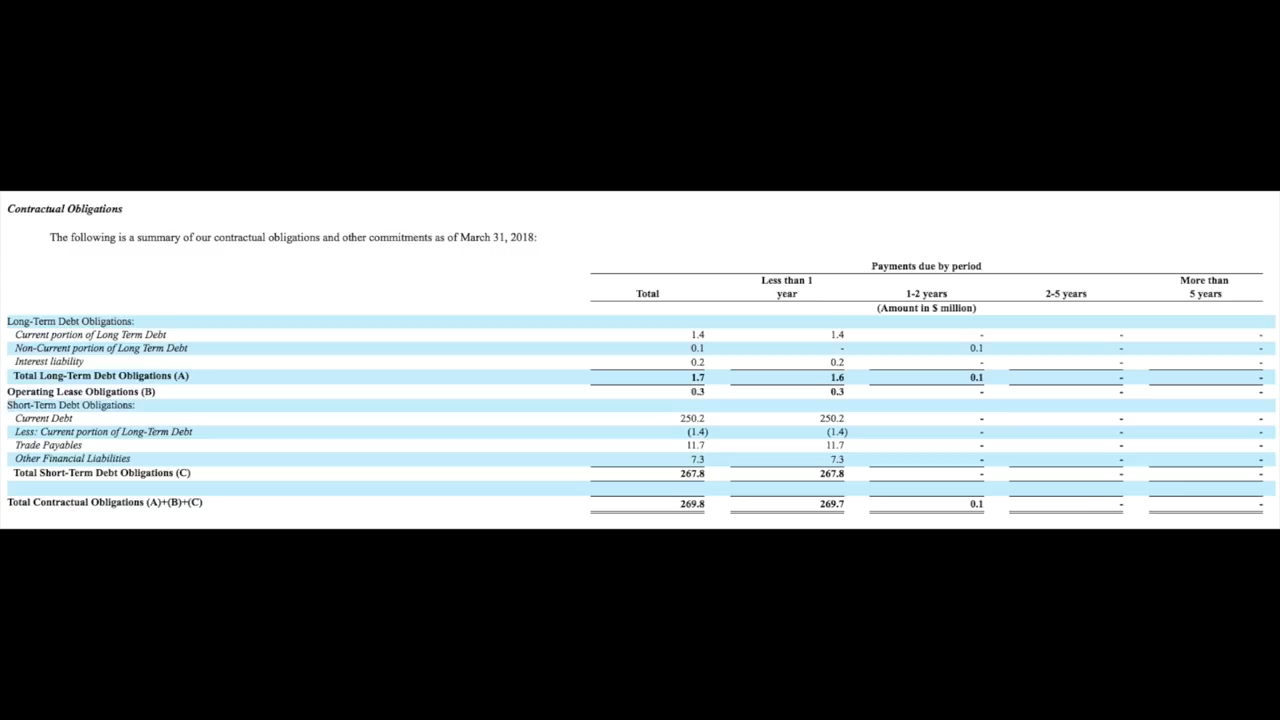 Contractual Obligations
The following is a summary of our contractual obligations and other commitments as of March 31, 2018:
Payments due by period
Total Less than 1 year 1-2 years 2-5 years More than 5 years
(Amount in $ million)
Long-Term Debt Obligations:
Current portion of Long Term Debt 1.4 1.4 - - -
Non-Current portion of Long Term Debt 0.1 - 0.1 - -
Interest liability 0.2 0.2 - - -
Total Long-Term Debt Obligations (A) 1.7 1.6 0.1 - -
Operating Lease Obligations (B) 0.3 0.3 - - -
Short-Term Debt Obligations:
Current Debt 250.2 250.2 - - -
Less: Current portion of Long-Term Debt (1.4) (1.4) - - -
Trade Payables 11.7 11.7 - - -
Other Financial Liabilities 7.3 7.3 - - -
Total Short-Term Debt Obligations (C) 267.8 267.8 - - -
Total Contractual Obligations (A)+(B)+(C) 269.8 269.7 0.1 - -